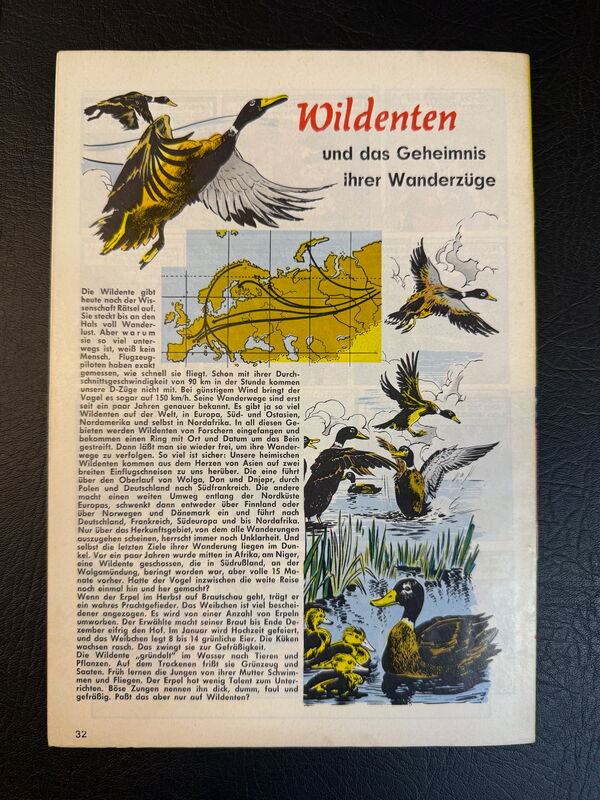 Wildenten
und das Geheimnis
ihrer Wanderzüge
Die Wildente gibt
heute noch der Wis-
senschaft Rätsel auf.
Sie steckt bis an den
Hals voll Wander-
lust. Aber warum
sie so viel unter-
wegs ist, weiß kein
Mensch. Flugzeug-
piloten haben exakt
gemessen, wie schnell sie fliegt. Schon mit ihrer Durch-
schnittsgeschwindigkeit von 90 km in der Stunde kommen
unsere D-Züge nicht mit. Bei günstigem Wind bringt der
Vogel es sogar auf 150 km/h. Seine Wanderwege sind erst
seit ein paar Jahren genauer bekannt. Es gibt ja so viel
Wildenten auf der Welt, in Europa, Süd- und Ostasien,
Nordamerika und selbst in Nordafrika. In all diesen Ge-
bieten werden Wildenten von Forschern eingefangen und
bekommen einen Ring mit Ort und Datum um das Bein
gestreift. Dann läßt man sie wieder frei, um ihre Wander-
wege zu verfolgen. So viel ist sicher: Unsere heimischen
Wildenten kommen aus dem Herzen von Asien auf zwei
breiten Einflugschneisen zu uns herüber. Die eine führt
über den Oberlauf von Wolga, Don und Dnjepr, durch
Polen und Deutschland nach Südfrankreich. Die andere
macht einen weiten Umweg entlang der Nordküste
Europas, schwenkt dann entweder über Finnland oder
über Norwegen und Dänemark ein und führt nach
Deutschland, Frankreich, Südeuropa und bis Nordafrika.
Nur über das Herkunftsgebiet, von dem alle Wanderungen
auszugehen scheinen, herrscht immer noch Unklarheit. Und
selbst die letzten Ziele ihrer Wanderung liegen im Dun-
kel. Vor ein paar Jahren wurde mitten in Afrika, am Niger,
eine Wildente geschossen, die in Südrußland, an der
Wolgamündung, beringt worden war, aber volle 15 Mo-
nate vorher. Hatte der Vogel inzwischen die weite Reise
noch einmal hin und her gemacht?
Wenn der Erpel im Herbst auf Brautschau geht, trägt er
ein wahres Prachtgefieder. Das Weibchen ist viel beschei-
dener angezogen. Es wird von einer Anzahl von Erpeln
umworben. Der Erwählte macht seiner Braut bis Ende De-
zember eifrig den Hof. Im Januar wird Hochzeit gefeiert,
und das Weibchen legt 8 bis 14 grünliche Eier. Die Küken
wachsen rasch. Das zwingt sie zur Gefräßigkeit.
Die Wildente „gründelt“ im Wasser nach Tieren und
Pflanzen. Auf dem Trockenen frißt sie Grünzeug und
Saaten. Früh lernen die Jungen von ihrer Mutter Schwim-
men und Fliegen. Der Erpel hat wenig Talent zum Unter-
richten. Böse Zungen nennen ihn dick, dumm, faul und
gefräßig. Paßt das aber nur auf Wildenten?
32